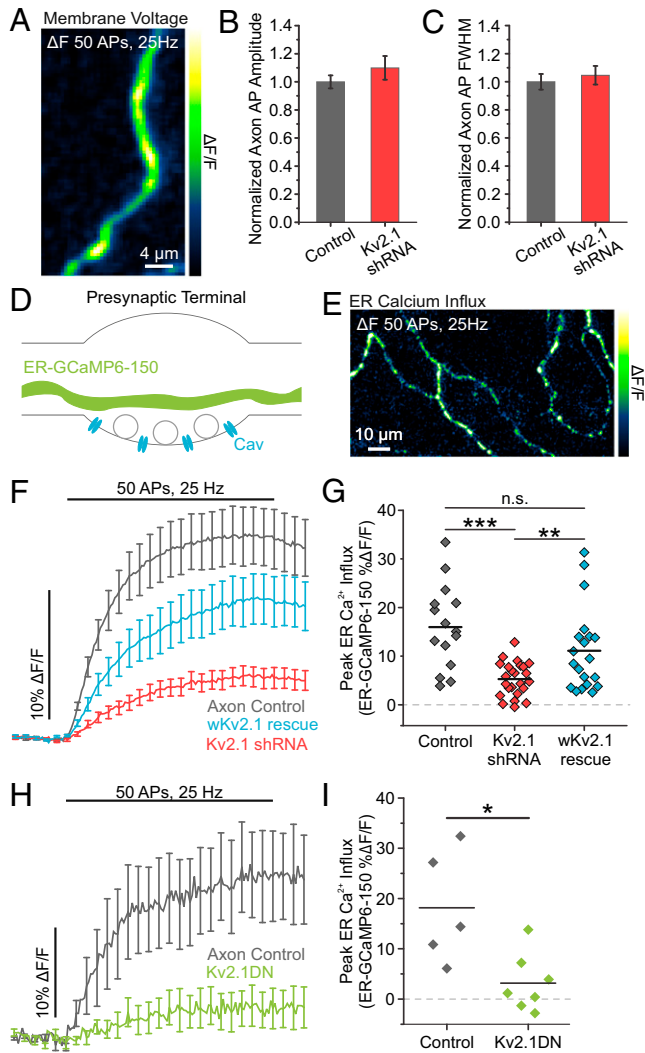 A
Membrane Voltage
ΔF 50 APs, 25Hz
4 µm
ΔF/F
B
Normalized Axon AP Amplitude
1.4
1.2
1.0
0.8
0.6
0.4
0.2
0.0
Control
Kv2.1
shRNA
C
Normalized Axon AP FWHM
1.4
1.2
1.0
0.8
0.6
0.4
0.2
0.0
Control
Kv2.1
shRNA
D
Presynaptic Terminal
ER-GCaMP6-150
Cav
E
ER Calcium Influx
ΔF 50 APs, 25Hz
10 µm
ΔF/F
F
50 APs, 25 Hz
10% ΔF/F
Axon Control
wKv2.1 rescue
Kv2.1 shRNA
G
n.s.
***
**
Peak ER Ca²⁺ Influx
(ER-GCaMP6-150 %ΔF/F)
40
30
20
10
0
Control
Kv2.1
shRNA
wKv2.1
rescue
H
50 APs, 25 Hz
10% ΔF/F
Axon Control
Kv2.1DN
I
*
Peak ER Ca²⁺ Influx
(ER-GCaMP6-150 %ΔF/F)
40
30
20
10
0
Control
Kv2.1DN